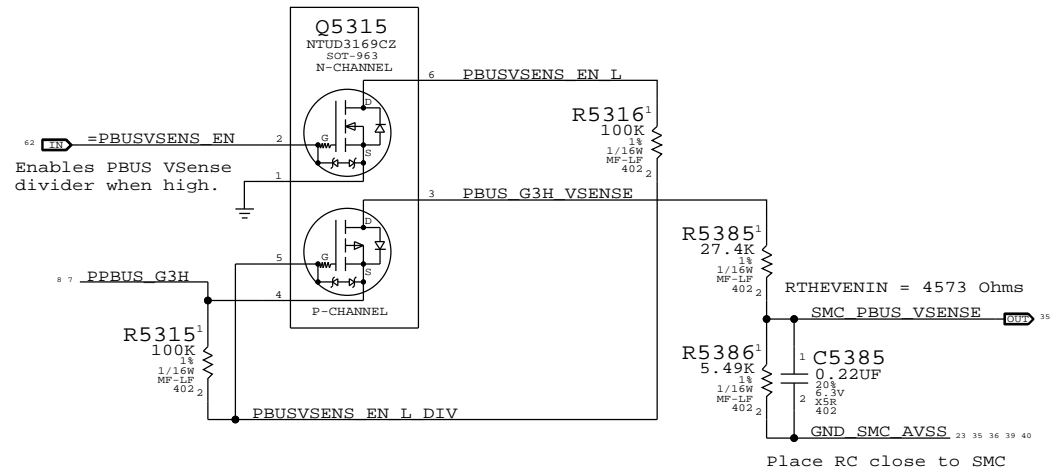 Q5315
NTUD3169CZ
SOT-963
N-CHANNEL
6 PBUSVSENS_EN_L
D
G
S
62 IN =PBUSVSENS_EN 2
Enables PBUS VSense
divider when high.
1
R5316 1
100K
1%
1/16W
MF-LF
402 2
3 PBUS_G3H_VSENSE
D
G
S
5
8 7 PPBUS_G3H
4
P-CHANNEL
R5315 1
100K
1%
1/16W
MF-LF
402 2
PBUSVSENS_EN_L_DIV
R5385 1
27.4K
1%
1/16W
MF-LF
402 2
RTHEVENIN = 4573 Ohms
SMC_PBUS_VSENSE OUT 35
R5386 1
5.49K
1%
1/16W
MF-LF
402 2
1 C5385
0.22UF
20%
6.3V
2 X5R
402
GND_SMC_AVSS 23 35 36 39 40
Place RC close to SMC